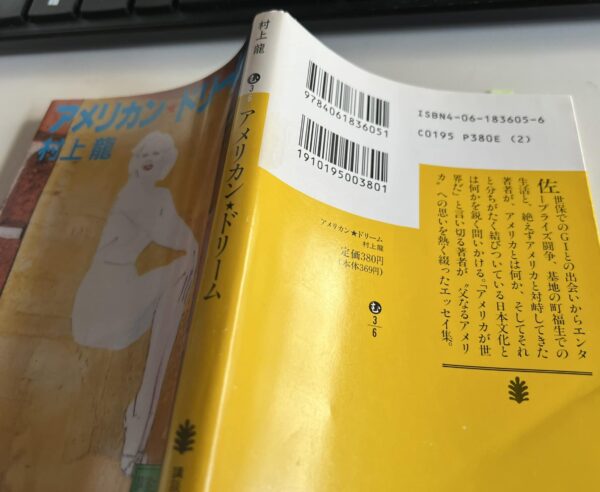 アメリカン★ドリーム
村上龍
村上龍
む
3
6
アメリカン★ドリーム
講
9784061836051
1910195003801
ISBN4-06-183605-6
C0195 P380E (2)
佐世保でのGIとの出会いからエンタ
ープライズ闘争、基地の町福生での
生活と、絶えずアメリカと対峙してきた
著者が、アメリカとは何か、そしてそれ
と分ちがたく結びついている日本文化と
は何かを鋭く問いかける。「アメリカが世
界だ」と言い切る著者が〝父なるアメリ
カ〟への思いを熱く綴ったエッセイ集。
アメリカン★ドリーム
村上龍
定価380円
(本体369円)
む
3
6